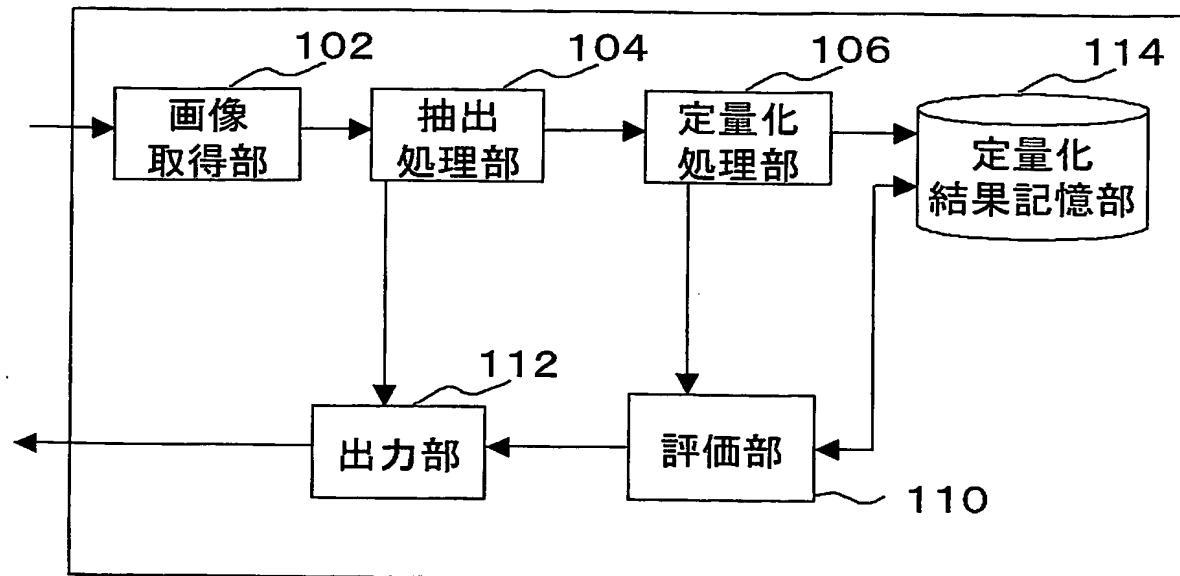 102
104
106
114
画像
取得部
抽出
処理部
定量化
処理部
定量化
結果記憶部
112
出力部
評価部
110